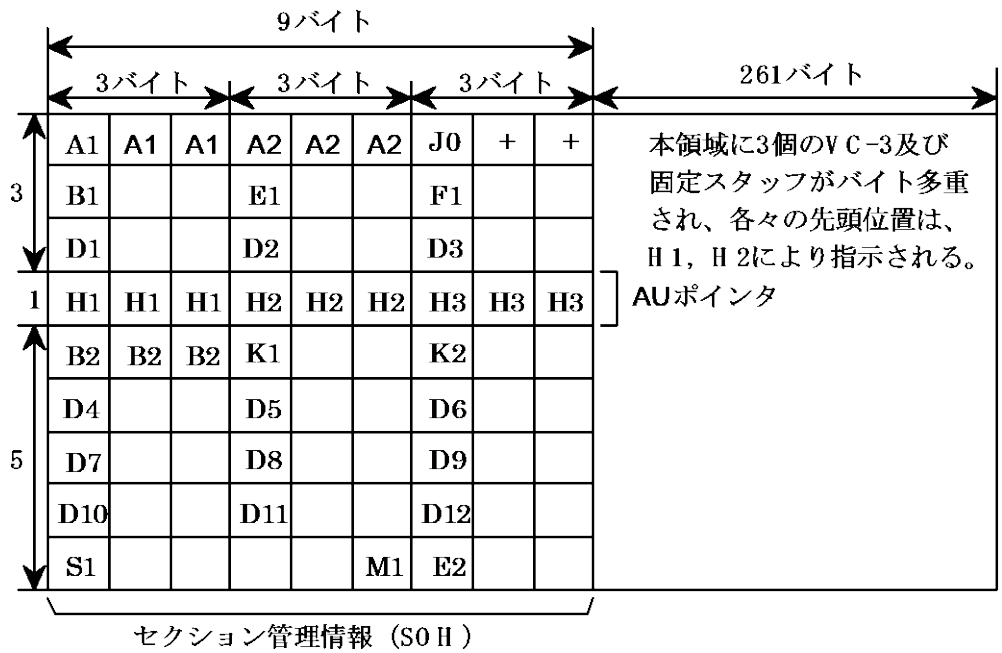 9バイト
3バイト 3バイト 3バイト 261バイト
A1 A1 A1 A2 A2 A2 J0 + +
本領域に3個のVC-3及び
固定スタッフがバイト多重
され、各々の先頭位置は、
H1, H2により指示される。
3 B1 E1 F1
D1 D2 D3
1 H1 H1 H1 H2 H2 H2 H3 H3 H3 AUポインタ
B2 B2 B2 K1 K2
D4 D5 D6
5 D7 D8 D9
D10 D11 D12
S1 M1 E2
セクション管理情報 (SOH)